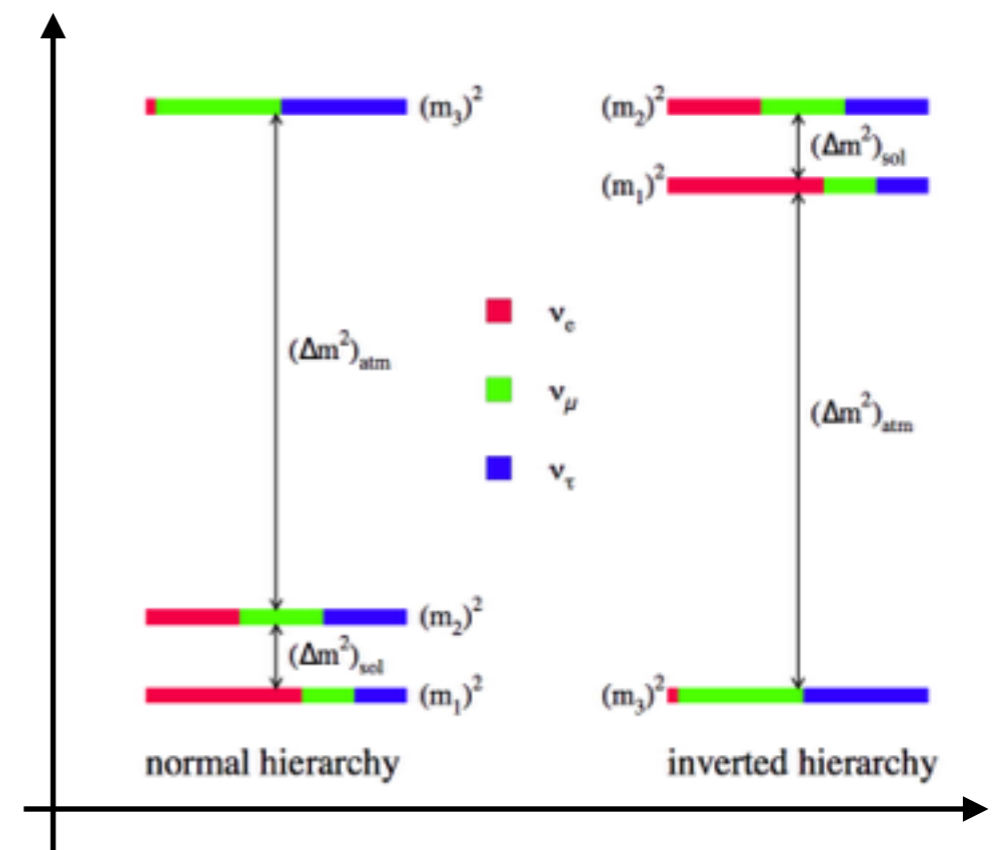 (m₃)²
(m₂)²
(Δm²)sol
(m₁)²
νe
(Δm²)atm
νμ
(Δm²)atm
ντ
(m₂)²
(Δm²)sol
(m₁)²
(m₃)²
normal hierarchy
inverted hierarchy